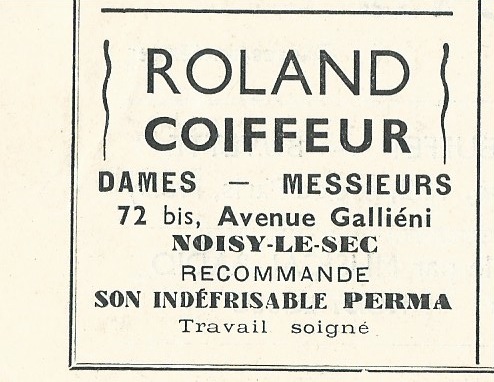 ROLAND
COIFFEUR
DAMES — MESSIEURS
72 bis, Avenue Galliéni
NOISY-LE-SEC
RECOMMANDE
SON INDÉFRISABLE PERMA
Travail soigné